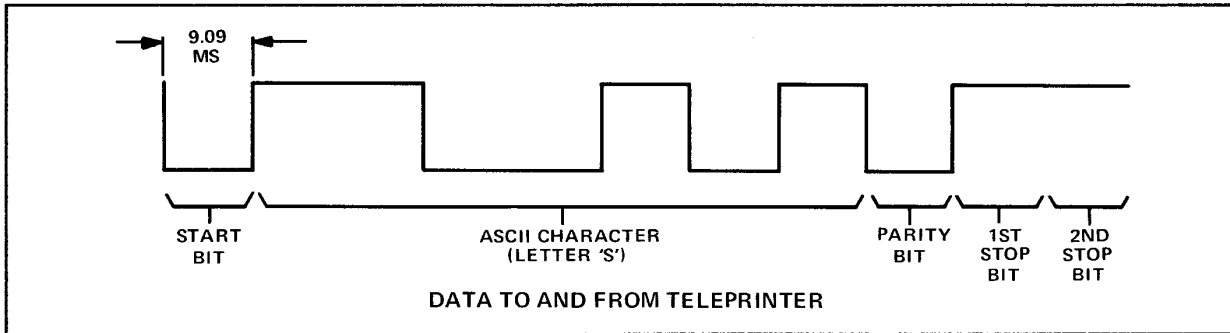 9.09
MS
START
BIT
ASCII CHARACTER
(LETTER 'S')
PARITY
BIT
1ST
STOP
BIT
2ND
STOP
BIT
DATA TO AND FROM TELEPRINTER